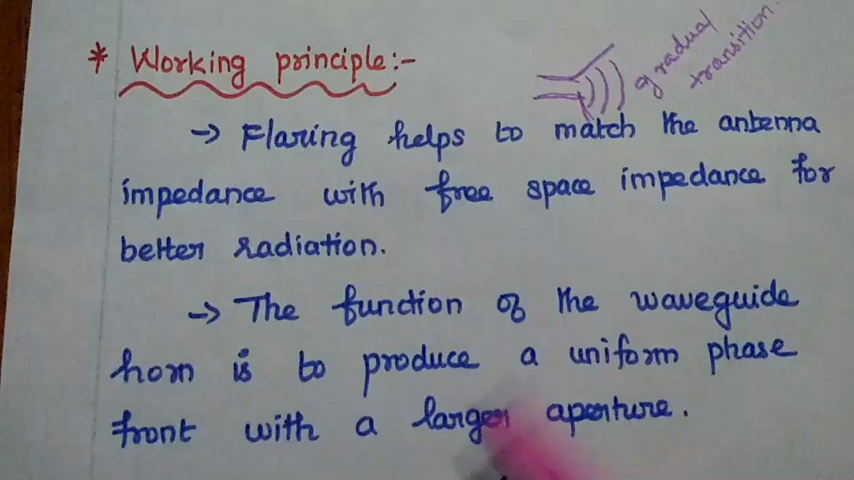 * Working principle:-
gradual
transition.
→ Flaring helps to match the antenna
impedance with free space impedance for
better radiation.
→ The function of the waveguide
horn is to produce a uniform phase
front with a larger aperture.